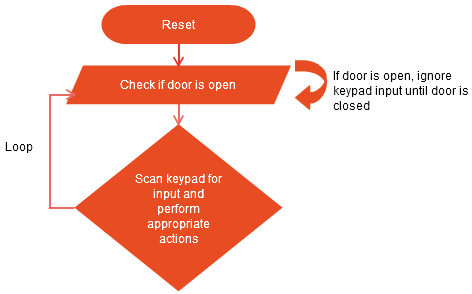 Reset
Check if door is open
If door is open, ignore
keypad input until door is
closed
Loop
Scan keypad for
input and
perform
appropriate
actions